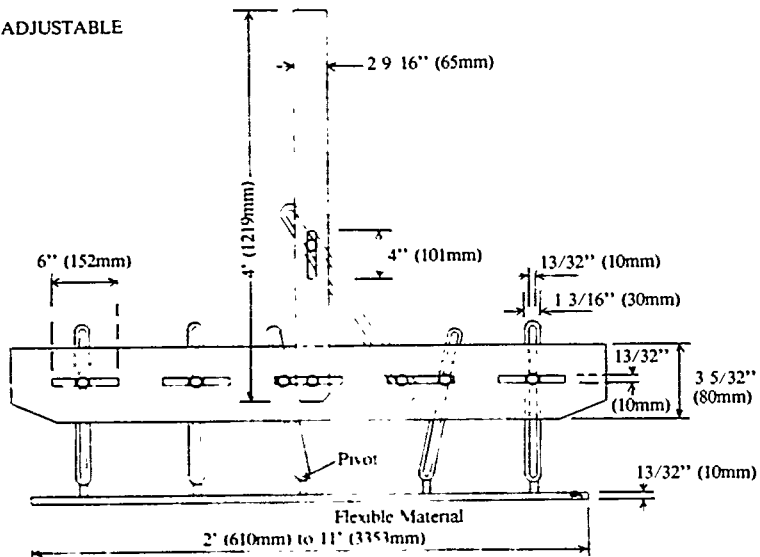 ADJUSTABLE
2 9 16" (65mm)
4' (1219mm)
4" (101mm)
6" (152mm)
13/32" (10mm)
1 3/16" (30mm)
13/32"
(10mm)
3 5/32"
(80mm)
Pivot
13/32" (10mm)
Flexible Material
2' (610mm) to 11' (3353mm)